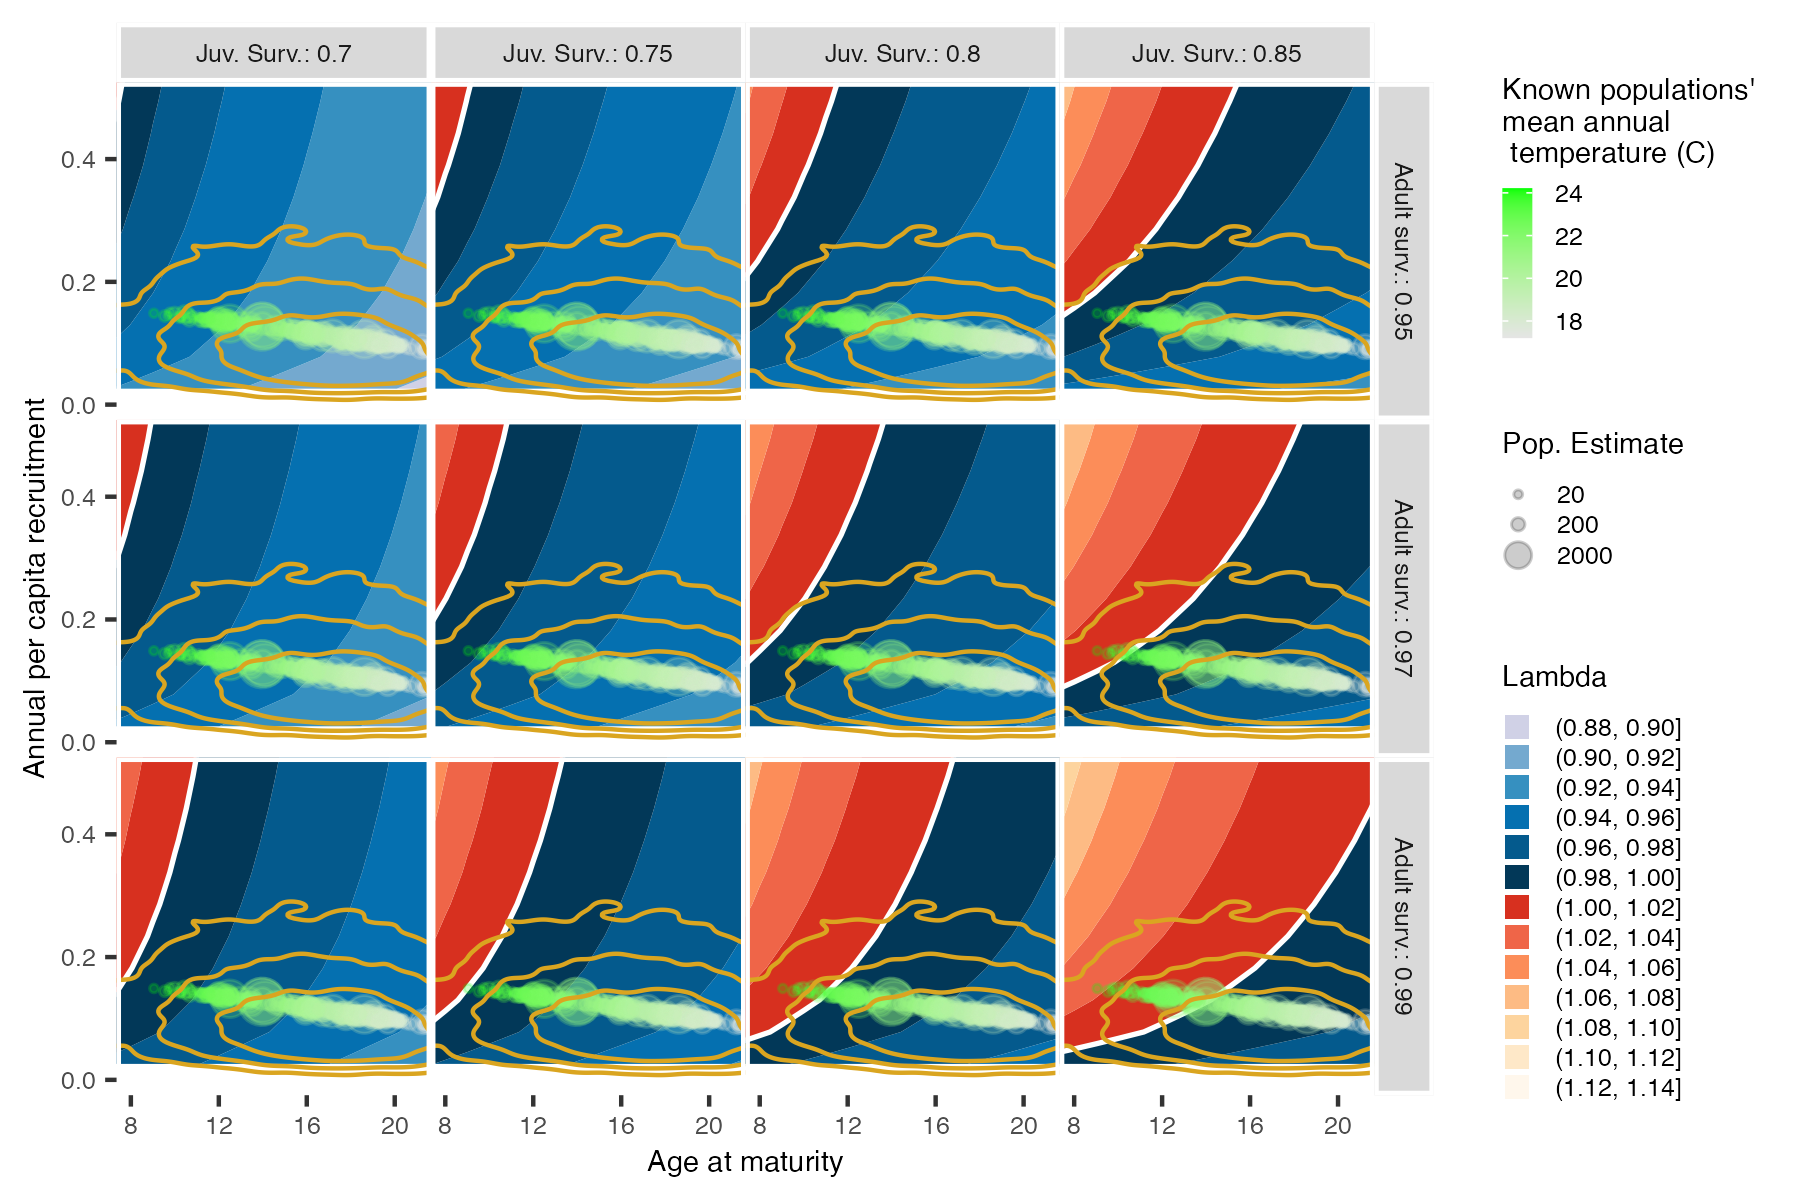 Juv. Surv.: 0.7
Juv. Surv.: 0.75
Juv. Surv.: 0.8
Juv. Surv.: 0.85
Adult surv.: 0.95
Adult surv.: 0.97
Adult surv.: 0.99
Annual per capita recruitment
0.4
0.2
0.0
0.4
0.2
0.0
0.4
0.2
0.0
8 12 16 20 8 12 16 20 8 12 16 20 8 12 16 20
Age at maturity
Known populations'
mean annual
temperature (C)
24
22
20
18
Pop. Estimate
20
200
2000
Lambda
(0.88, 0.90]
(0.90, 0.92]
(0.92, 0.94]
(0.94, 0.96]
(0.96, 0.98]
(0.98, 1.00]
(1.00, 1.02]
(1.02, 1.04]
(1.04, 1.06]
(1.06, 1.08]
(1.08, 1.10]
(1.10, 1.12]
(1.12, 1.14]